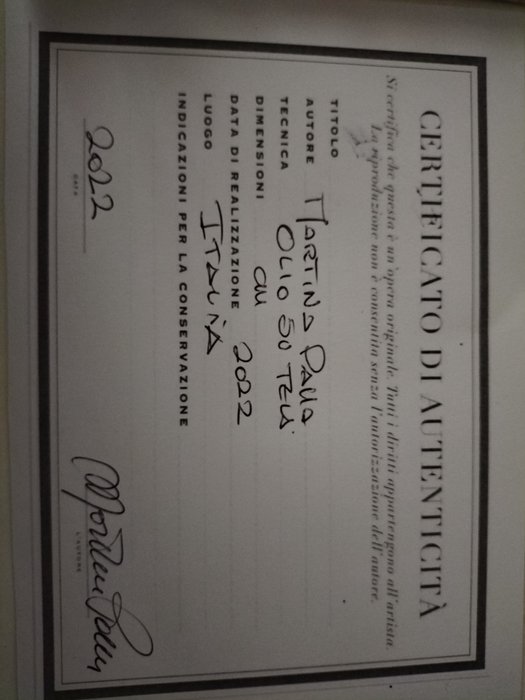 CERTIFICATO DI AUTENTICITÀ
Si certifica che questa è un'opera originale. Tutti i diritti appartengono all'artista.
La riproduzione non è consentita senza l'autorizzazione dell'autore.
TITOLO
AUTORE MARTINA
TECNICA OLIO SU TELA
DIMENSIONI cm
DATA DI REALIZZAZIONE 2022
LUOGO ITALIA
INDICAZIONI PER LA CONSERVAZIONE
2022
DATA
L'AUTORE